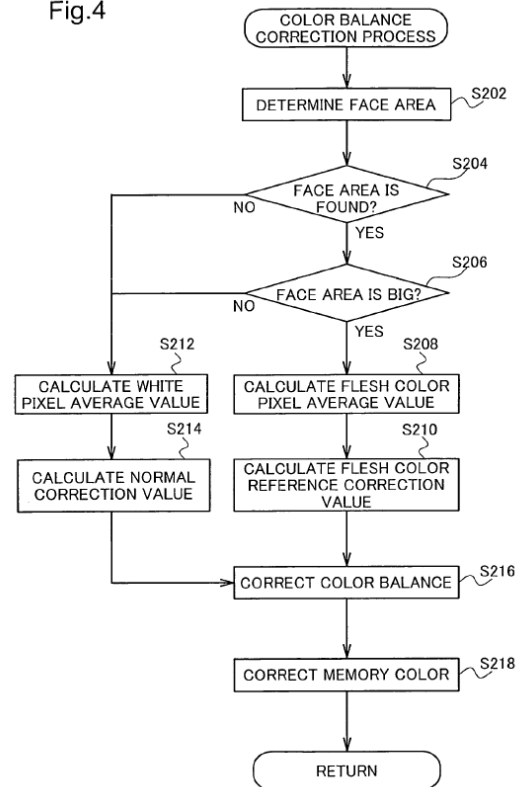 Fig.4
COLOR BALANCE
CORRECTION PROCESS
S202
DETERMINE FACE AREA
S204
FACE AREA IS
FOUND?
NO
YES
S206
FACE AREA IS BIG?
NO
YES
S212
CALCULATE WHITE
PIXEL AVERAGE VALUE
S208
CALCULATE FLESH COLOR
PIXEL AVERAGE VALUE
S214
CALCULATE NORMAL
CORRECTION VALUE
S210
CALCULATE FLESH COLOR
REFERENCE CORRECTION
VALUE
S216
CORRECT COLOR BALANCE
S218
CORRECT MEMORY COLOR
RETURN